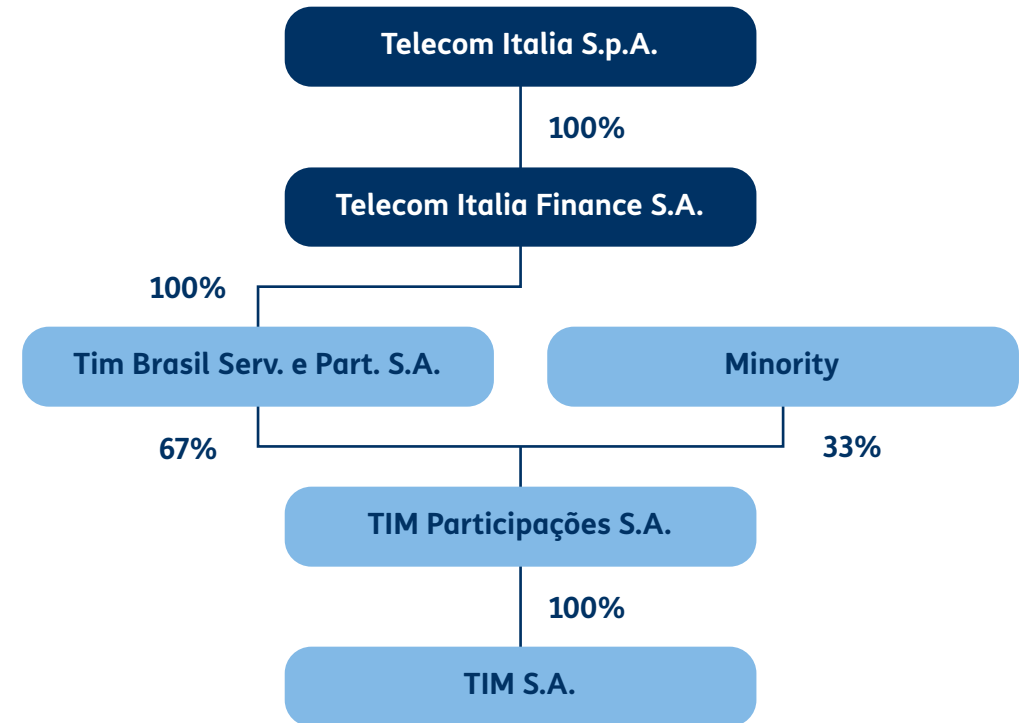 Telecom Italia S.p.A.
100%
Telecom Italia Finance S.A.
100%
Tim Brasil Serv. e Part. S.A.
Minority
67%
33%
TIM Participações S.A.
100%
TIM S.A.